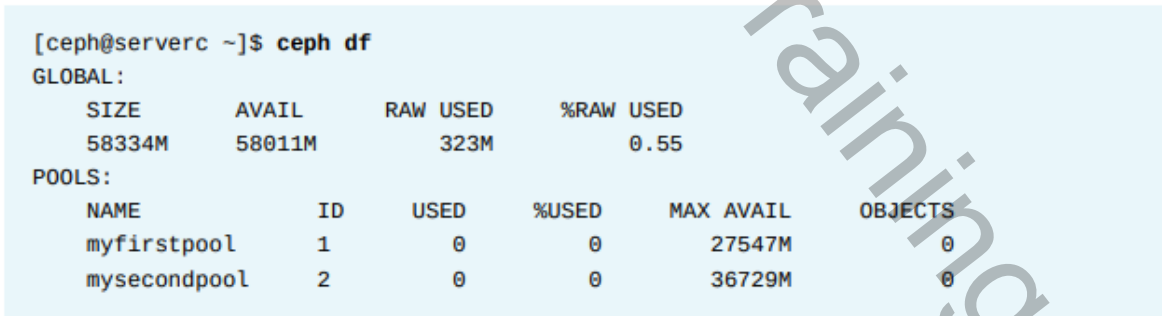 [ceph@serverc ~]$ ceph df
GLOBAL:
SIZE AVAIL RAW USED %RAW USED
58334M 58011M 323M 0.55
POOLS:
NAME ID USED %USED MAX AVAIL OBJECTS
myfirstpool 1 0 0 27547M 0
mysecondpool 2 0 0 36729M 0
raining